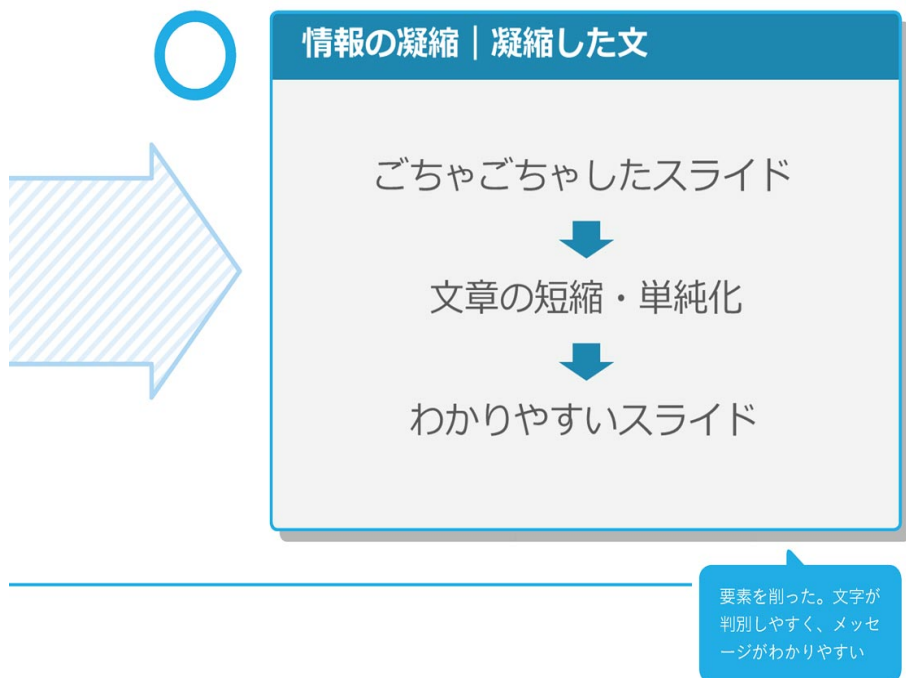 情報の凝縮｜凝縮した文
ごちゃごちゃしたスライド
文章の短縮・単純化
わかりやすいスライド
要素を削った。文字が
判別しやすく、メッセ
ージがわかりやすい